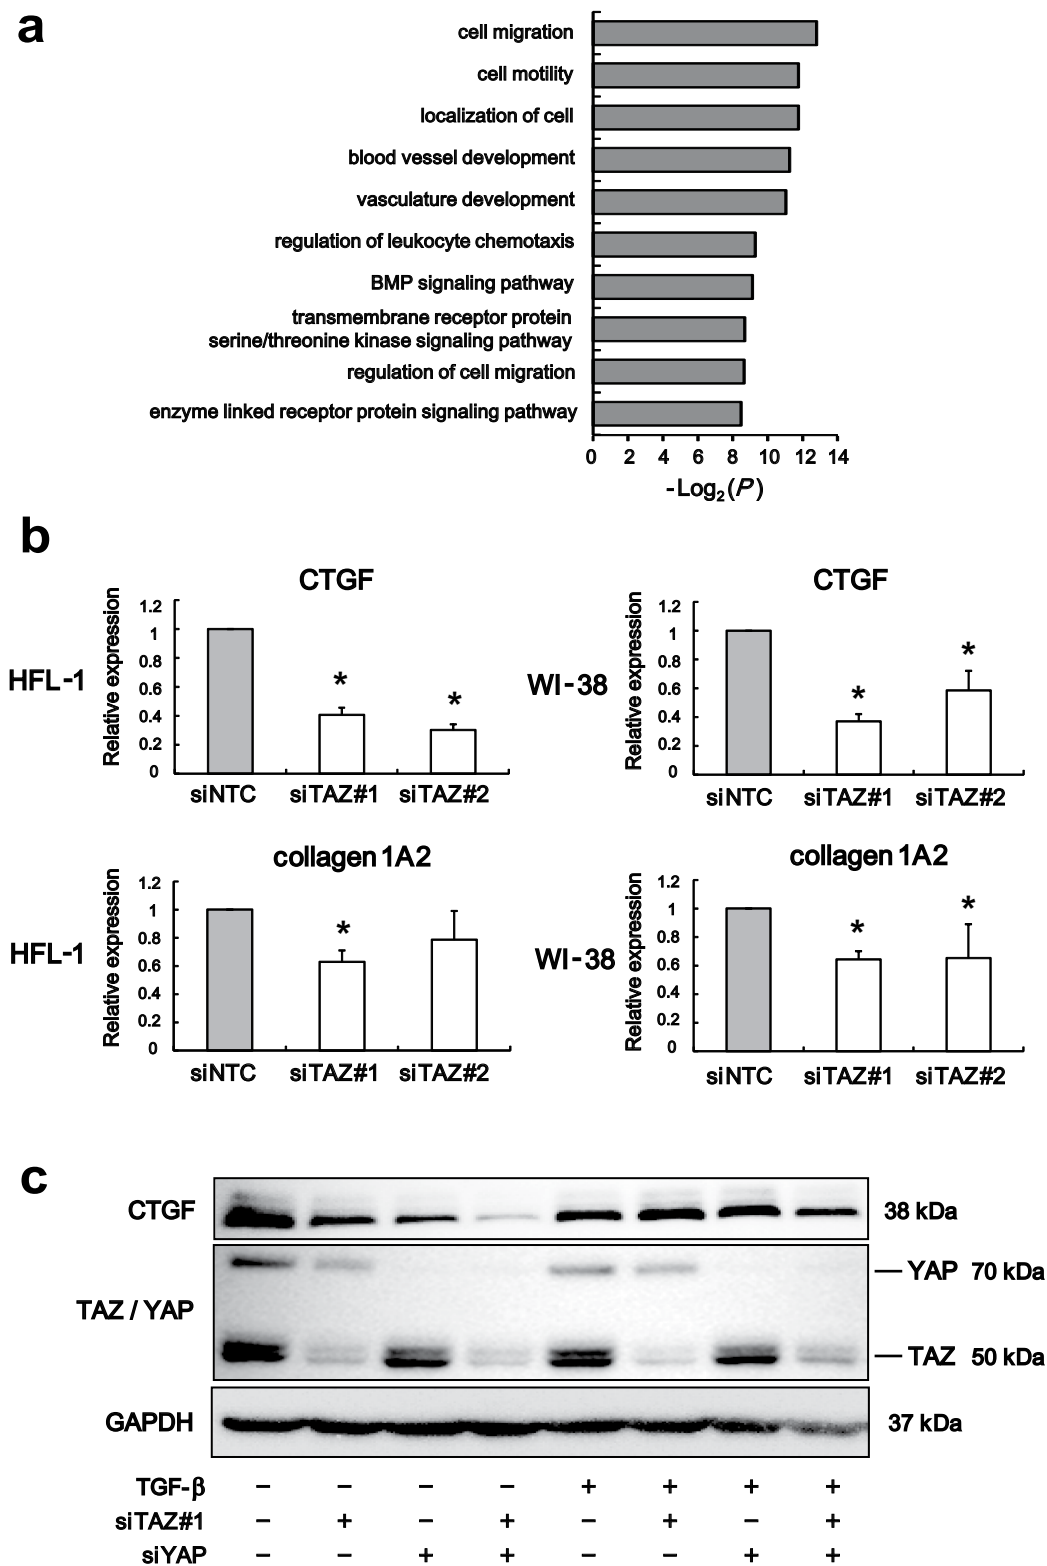 a
cell migration
cell motility
localization of cell
blood vessel development
vasculature development
regulation of leukocyte chemotaxis
BMP signaling pathway
transmembrane receptor protein
serine/threonine kinase signaling pathway
regulation of cell migration
enzyme linked receptor protein signaling pathway
0 2 4 6 8 10 12 14
-Log₂(P)
b
HFL-1
CTGF
Relative expression
1.2
1
0.8
0.6
0.4
0.2
0
*
*
siNTC siTAZ#1 siTAZ#2
WI-38
CTGF
Relative expression
1.2
1
0.8
0.6
0.4
0.2
0
*
*
siNTC siTAZ#1 siTAZ#2
HFL-1
collagen 1A2
Relative expression
1.2
1
0.8
0.6
0.4
0.2
0
*
siNTC siTAZ#1 siTAZ#2
WI-38
collagen 1A2
Relative expression
1.2
1
0.8
0.6
0.4
0.2
0
*
*
siNTC siTAZ#1 siTAZ#2
c
CTGF 38 kDa
YAP 70 kDa
TAZ / YAP
TAZ 50 kDa
GAPDH 37 kDa
TGF-β − − − − + + + +
siTAZ#1 − + − + − + − +
siYAP − − + + − − + +